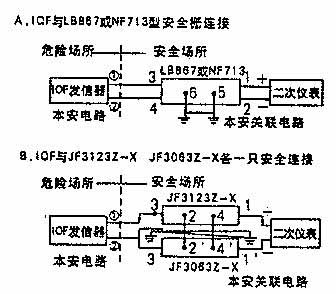 A.IOF与LB867或NF713型安全栅连接
危险场所 安全场所
LB867或NF713
① 3 1 −
IOF发信器 6 5 二次仪表
② 4 2 +
本安电路 本安关联电路
B.IOF与JF3123Z-X JF3063Z-X各一只安全连接
危险场所 安全场所
JF3123Z-X
① 3 1 −
2 4
IOF发信器 二次仪表
② 2' 4' +
3 1'
JF3063Z-X
本安电路 本安关联电路